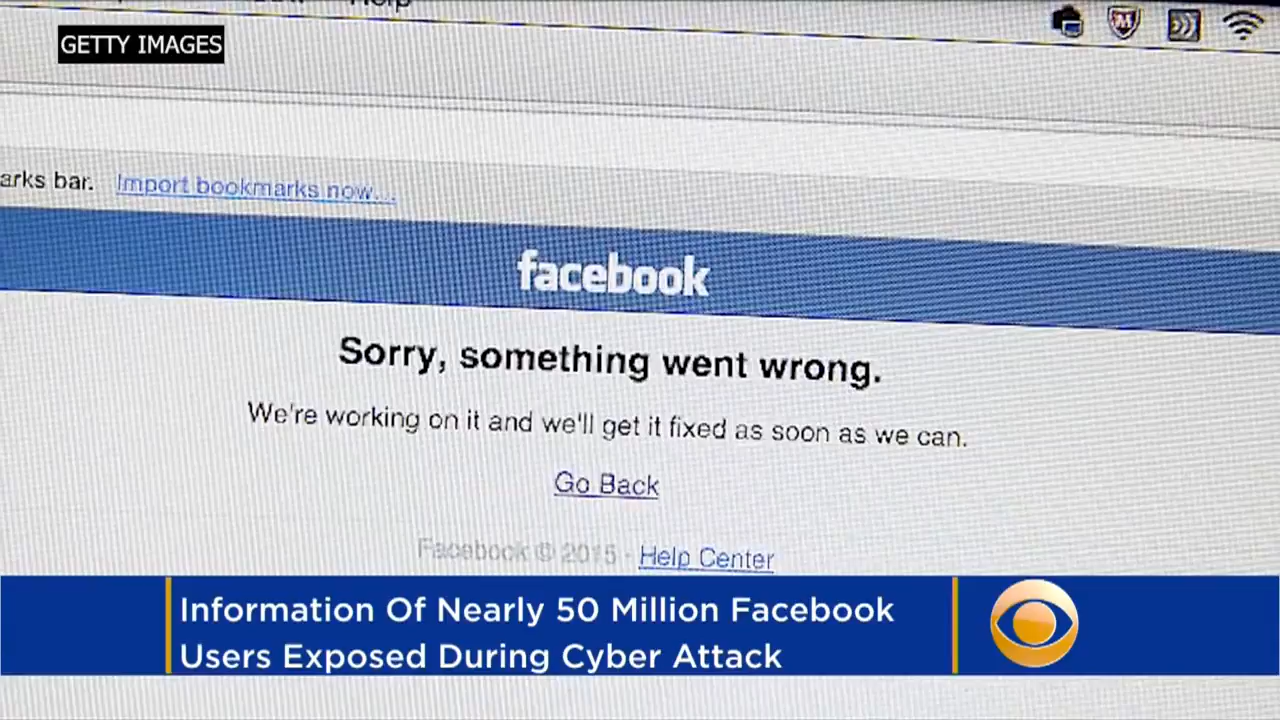 GETTY IMAGES
arks bar. Import bookmarks now...
facebook
Sorry, something went wrong.
We're working on it and we'll get it fixed as soon as we can.
Go Back
Facebook © 2015 · Help Center
Information Of Nearly 50 Million Facebook
Users Exposed During Cyber Attack